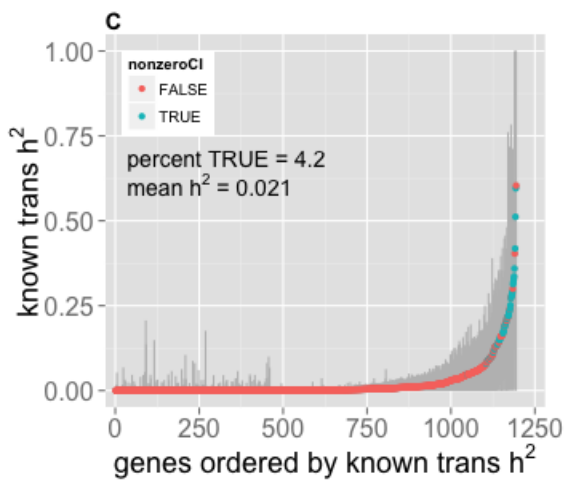 C
nonzeroCI
FALSE
TRUE
percent TRUE = 4.2
mean h² = 0.021
known trans h²
1.00
0.75
0.50
0.25
0.00
0
250
500
750
1000
1250
genes ordered by known trans h²